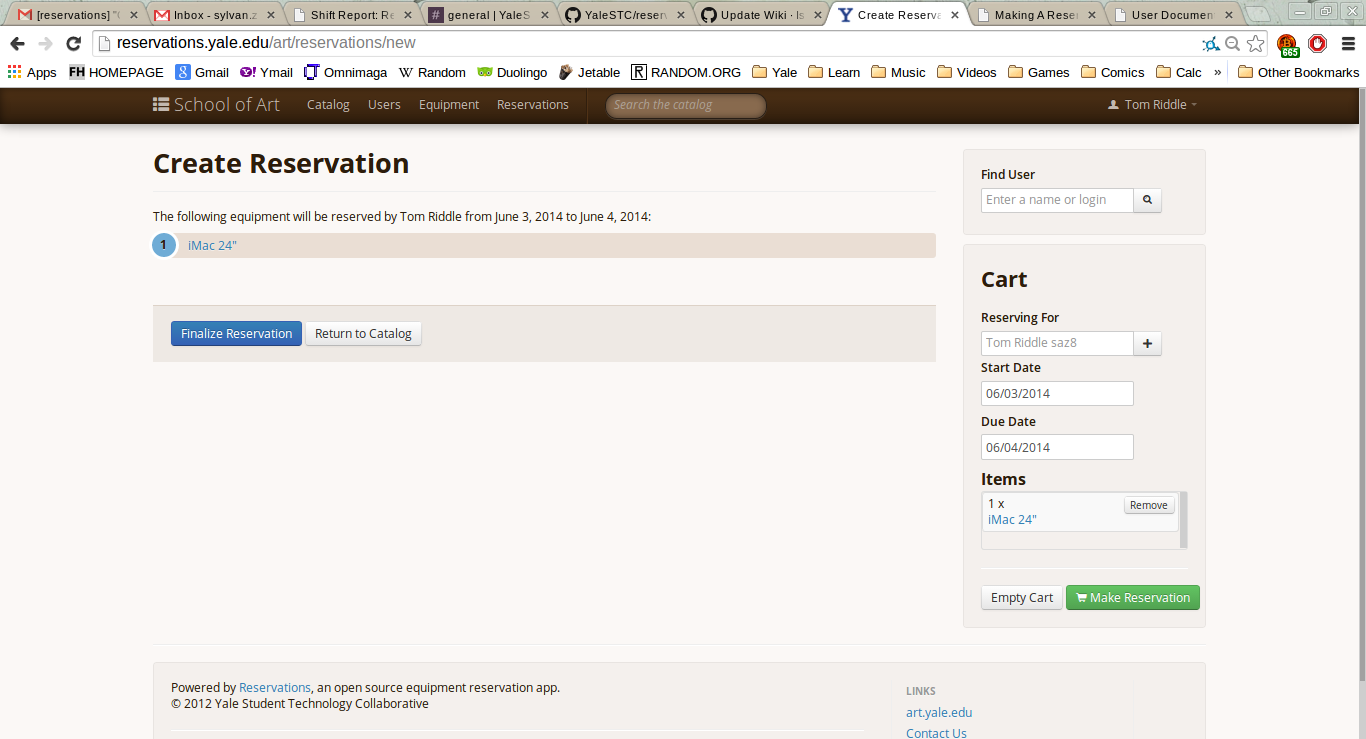 [reservations] "C
Inbox - sylvan.z
Shift Report: Re
# general | YaleS
YaleSTC/reserv
Update Wiki · Is
Create Reserva
Making A Reser
User Document
reservations.yale.edu/art/reservations/new
665
Apps
FH HOMEPAGE
Gmail
Ymail
Omnimaga
W Random
Duolingo
Jetable
R RANDOM.ORG
Yale
Learn
Music
Videos
Games
Comics
Calc
»
Other Bookmarks
School of Art
Catalog
Users
Equipment
Reservations
Search the catalog
Tom Riddle
Create Reservation
The following equipment will be reserved by Tom Riddle from June 3, 2014 to June 4, 2014:
1 iMac 24"
Finalize Reservation
Return to Catalog
Find User
Enter a name or login
Cart
Reserving For
Tom Riddle saz8
+
Start Date
06/03/2014
Due Date
06/04/2014
Items
1 x
Remove
iMac 24"
Empty Cart
Make Reservation
Powered by Reservations, an open source equipment reservation app.
© 2012 Yale Student Technology Collaborative
LINKS
art.yale.edu
Contact Us